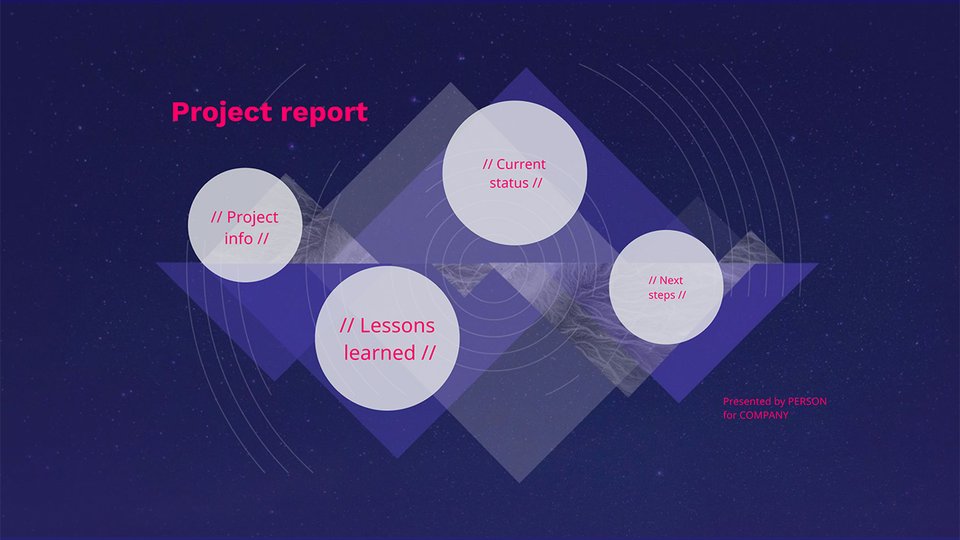 Project report
// Project
info //
// Current
status //
// Lessons
learned //
// Next
steps //
Presented by PERSON
for COMPANY